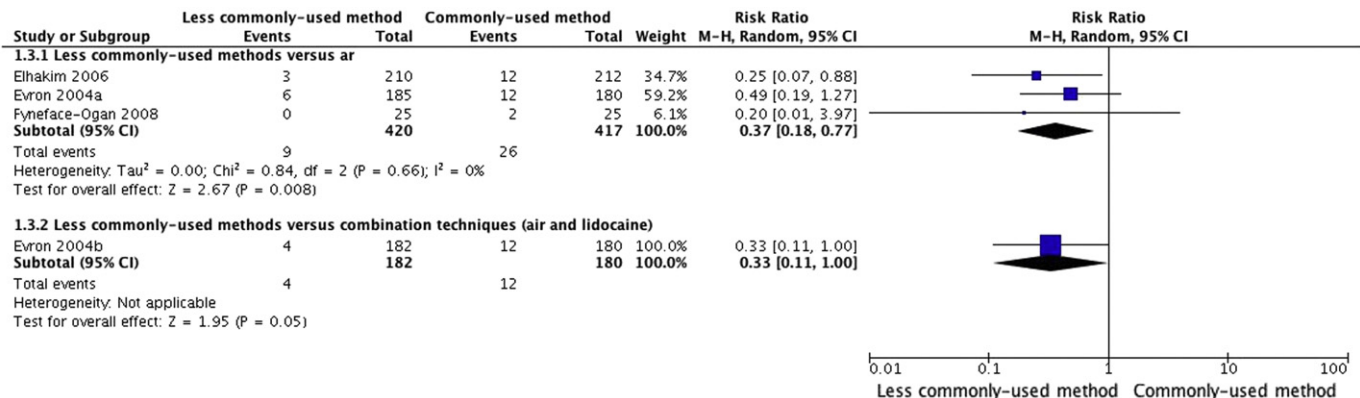 Less commonly-used method Commonly-used method Risk Ratio Risk Ratio
Study or Subgroup Events Total Events Total Weight M-H, Random, 95% CI M-H, Random, 95% CI
1.3.1 Less commonly-used methods versus ar
Elhakim 2006 3 210 12 212 34.7% 0.25 [0.07, 0.88]
Evron 2004a 6 185 12 180 59.2% 0.49 [0.19, 1.27]
Fyneface-Ogan 2008 0 25 2 25 6.1% 0.20 [0.01, 3.97]
Subtotal (95% CI) 420 417 100.0% 0.37 [0.18, 0.77]
Total events 9 26
Heterogeneity: Tau² = 0.00; Chi² = 0.84, df = 2 (P = 0.66); I² = 0%
Test for overall effect: Z = 2.67 (P = 0.008)
1.3.2 Less commonly-used methods versus combination techniques (air and lidocaine)
Evron 2004b 4 182 12 180 100.0% 0.33 [0.11, 1.00]
Subtotal (95% CI) 182 180 100.0% 0.33 [0.11, 1.00]
Total events 4 12
Heterogeneity: Not applicable
Test for overall effect: Z = 1.95 (P = 0.05)
0.01 0.1 1 10 100
Less commonly-used method Commonly-used method